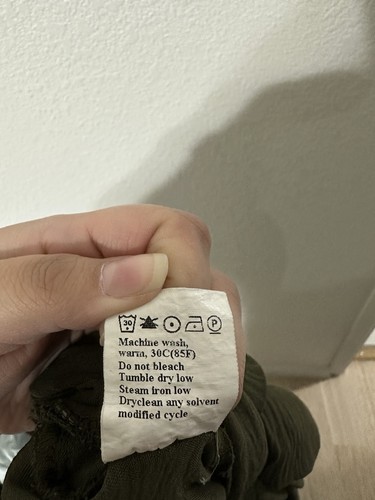 30 P
Machine wash,
warm, 30C(85F)
Do not bleach
Tumble dry low
Steam iron low
Dryclean any solvent
modified cycle